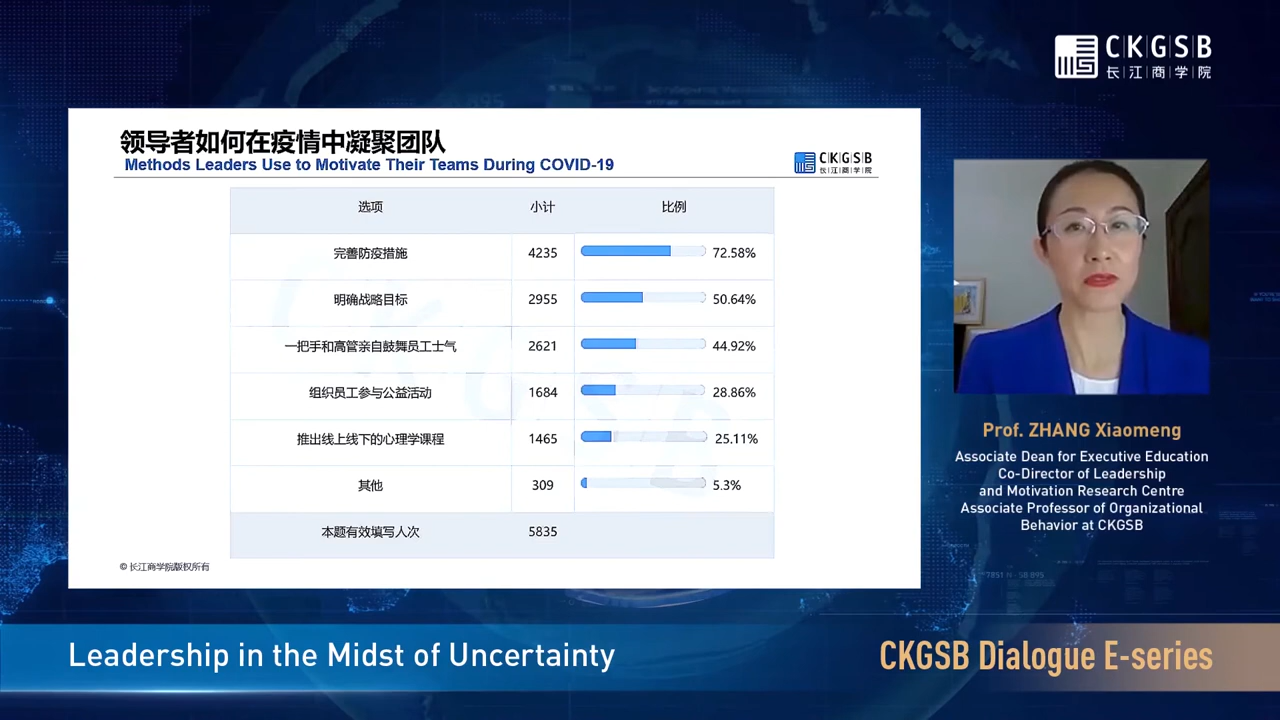 CKGSB
长江商学院
领导者如何在疫情中凝聚团队
Methods Leaders Use to Motivate Their Teams During COVID-19
CKGSB
长江商学院
选项 小计 比例
完善防疫措施 4235 72.58%
明确战略目标 2955 50.64%
一把手和高管亲自鼓舞员工士气 2621 44.92%
组织员工参与公益活动 1684 28.86%
推出线上线下的心理学课程 1465 25.11%
其他 309 5.3%
本题有效填写人次 5835
© 长江商学院版权所有
Prof. ZHANG Xiaomeng
Associate Dean for Executive Education
Co-Director of Leadership
and Motivation Research Centre
Associate Professor of Organizational
Behavior at CKGSB
Leadership in the Midst of Uncertainty
CKGSB Dialogue E-series